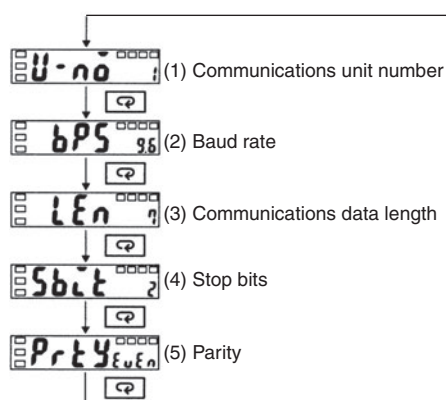 U-no 1 (1) Communications unit number
bPS 9.6 (2) Baud rate
LEn 7 (3) Communications data length
Sbit 2 (4) Stop bits
PrtY EvEn (5) Parity